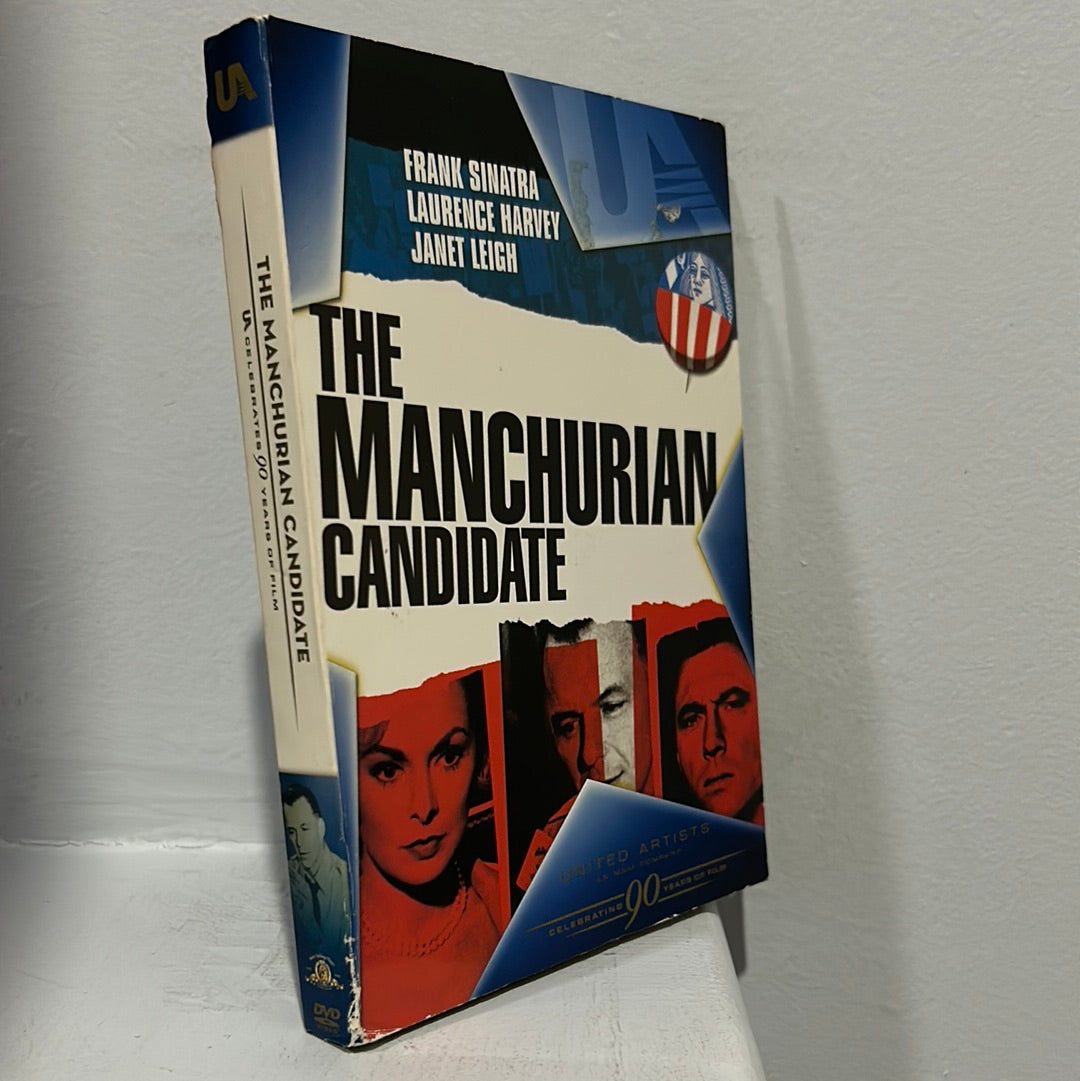 UA
THE MANCHURIAN CANDIDATE
UA CELEBRATES 90 YEARS OF FILM
DVD
UA
FRANK SINATRA
LAURENCE HARVEY
JANET LEIGH
THE
MANCHURIAN
CANDIDATE
UNITED ARTISTS
CELEBRATING 90 YEARS OF FILM